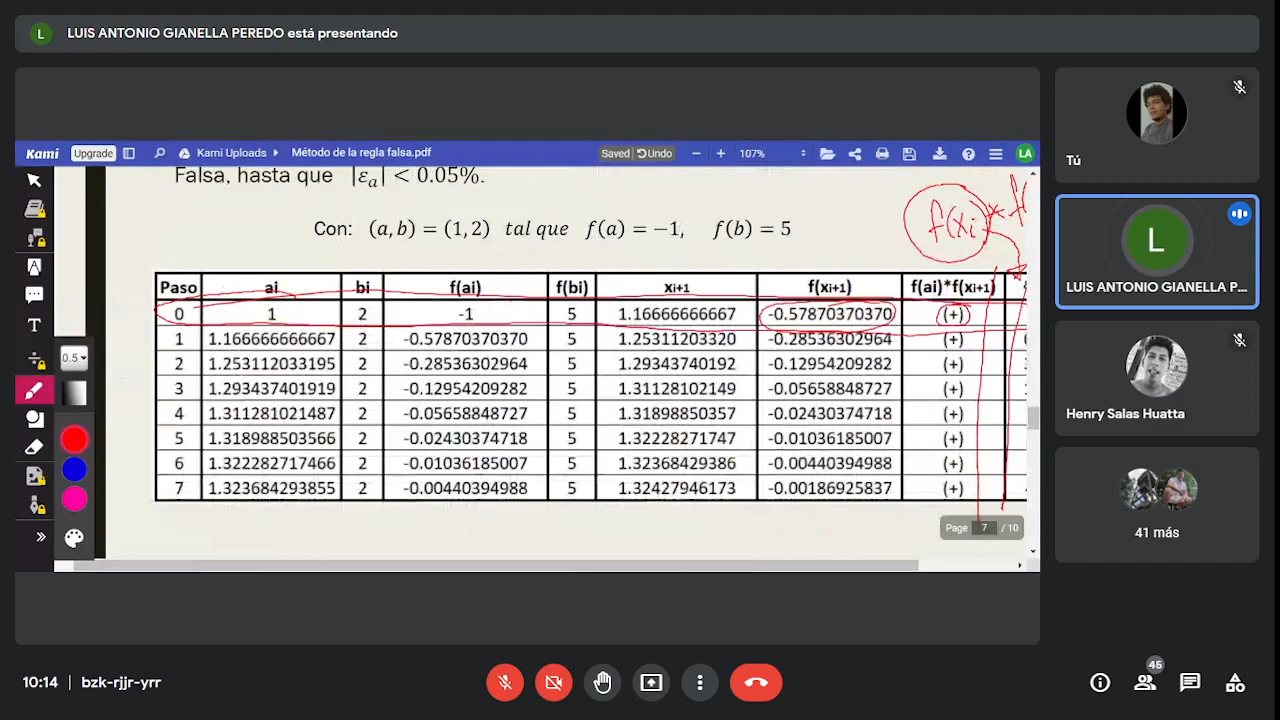 L LUIS ANTONIO GIANELLA PEREDO está presentando
Kami Upgrade Kami Uploads Método de la regla falsa.pdf Saved Undo 107% LA
Falsa, hasta que |εₐ| < 0.05%.
f(xi) * f(
Con: (a, b) = (1, 2) tal que f(a) = −1, f(b) = 5
Paso ai bi f(ai) f(bi) xi+1 f(xi+1) f(ai)*f(xi+1)
0 1 2 -1 5 1.16666666667 -0.57870370370 (+)
1 1.166666666667 2 -0.57870370370 5 1.25311203320 -0.28536302964 (+)
2 1.253112033195 2 -0.28536302964 5 1.29343740192 -0.12954209282 (+)
3 1.293437401919 2 -0.12954209282 5 1.31128102149 -0.05658848727 (+)
4 1.311281021487 2 -0.05658848727 5 1.31898850357 -0.02430374718 (+)
5 1.318988503566 2 -0.02430374718 5 1.32228271747 -0.01036185007 (+)
6 1.322282717466 2 -0.01036185007 5 1.32368429386 -0.00440394988 (+)
7 1.323684293855 2 -0.00440394988 5 1.32427946173 -0.00186925837 (+)
0.5
Page 7 / 10
Tú
L
LUIS ANTONIO GIANELLA P...
Henry Salas Huatta
41 más
10:14 | bzk-rjjr-yrr
45